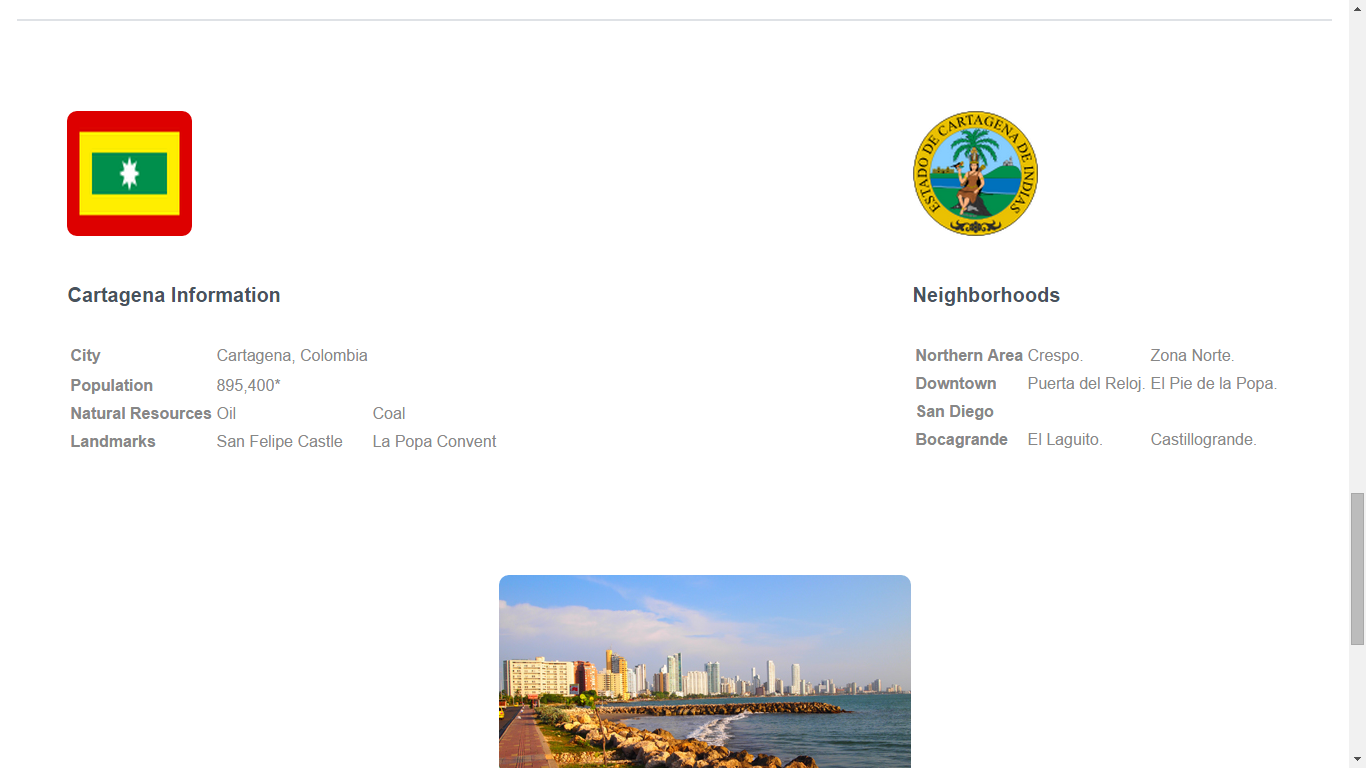 ESTADO DE CARTAGENA DE INDIAS
Cartagena Information
City Cartagena, Colombia
Population 895,400*
Natural Resources Oil Coal
Landmarks San Felipe Castle La Popa Convent
Neighborhoods
Northern Area Crespo. Zona Norte.
Downtown Puerta del Reloj. El Pie de la Popa.
San Diego
Bocagrande El Laguito. Castillogrande.